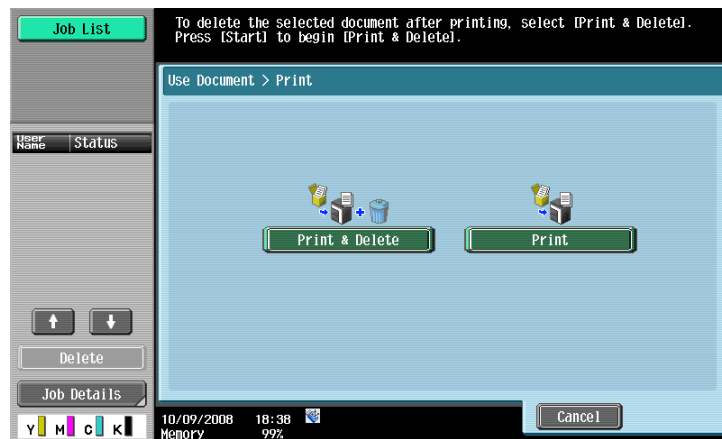 Job List
To delete the selected document after printing, select [Print & Delete].
Press [Start] to begin [Print & Delete].
Use Document > Print
User Name Status
Print & Delete
Print
Delete
Job Details
Y M C K
10/09/2008 18:38
Memory 99%
Cancel